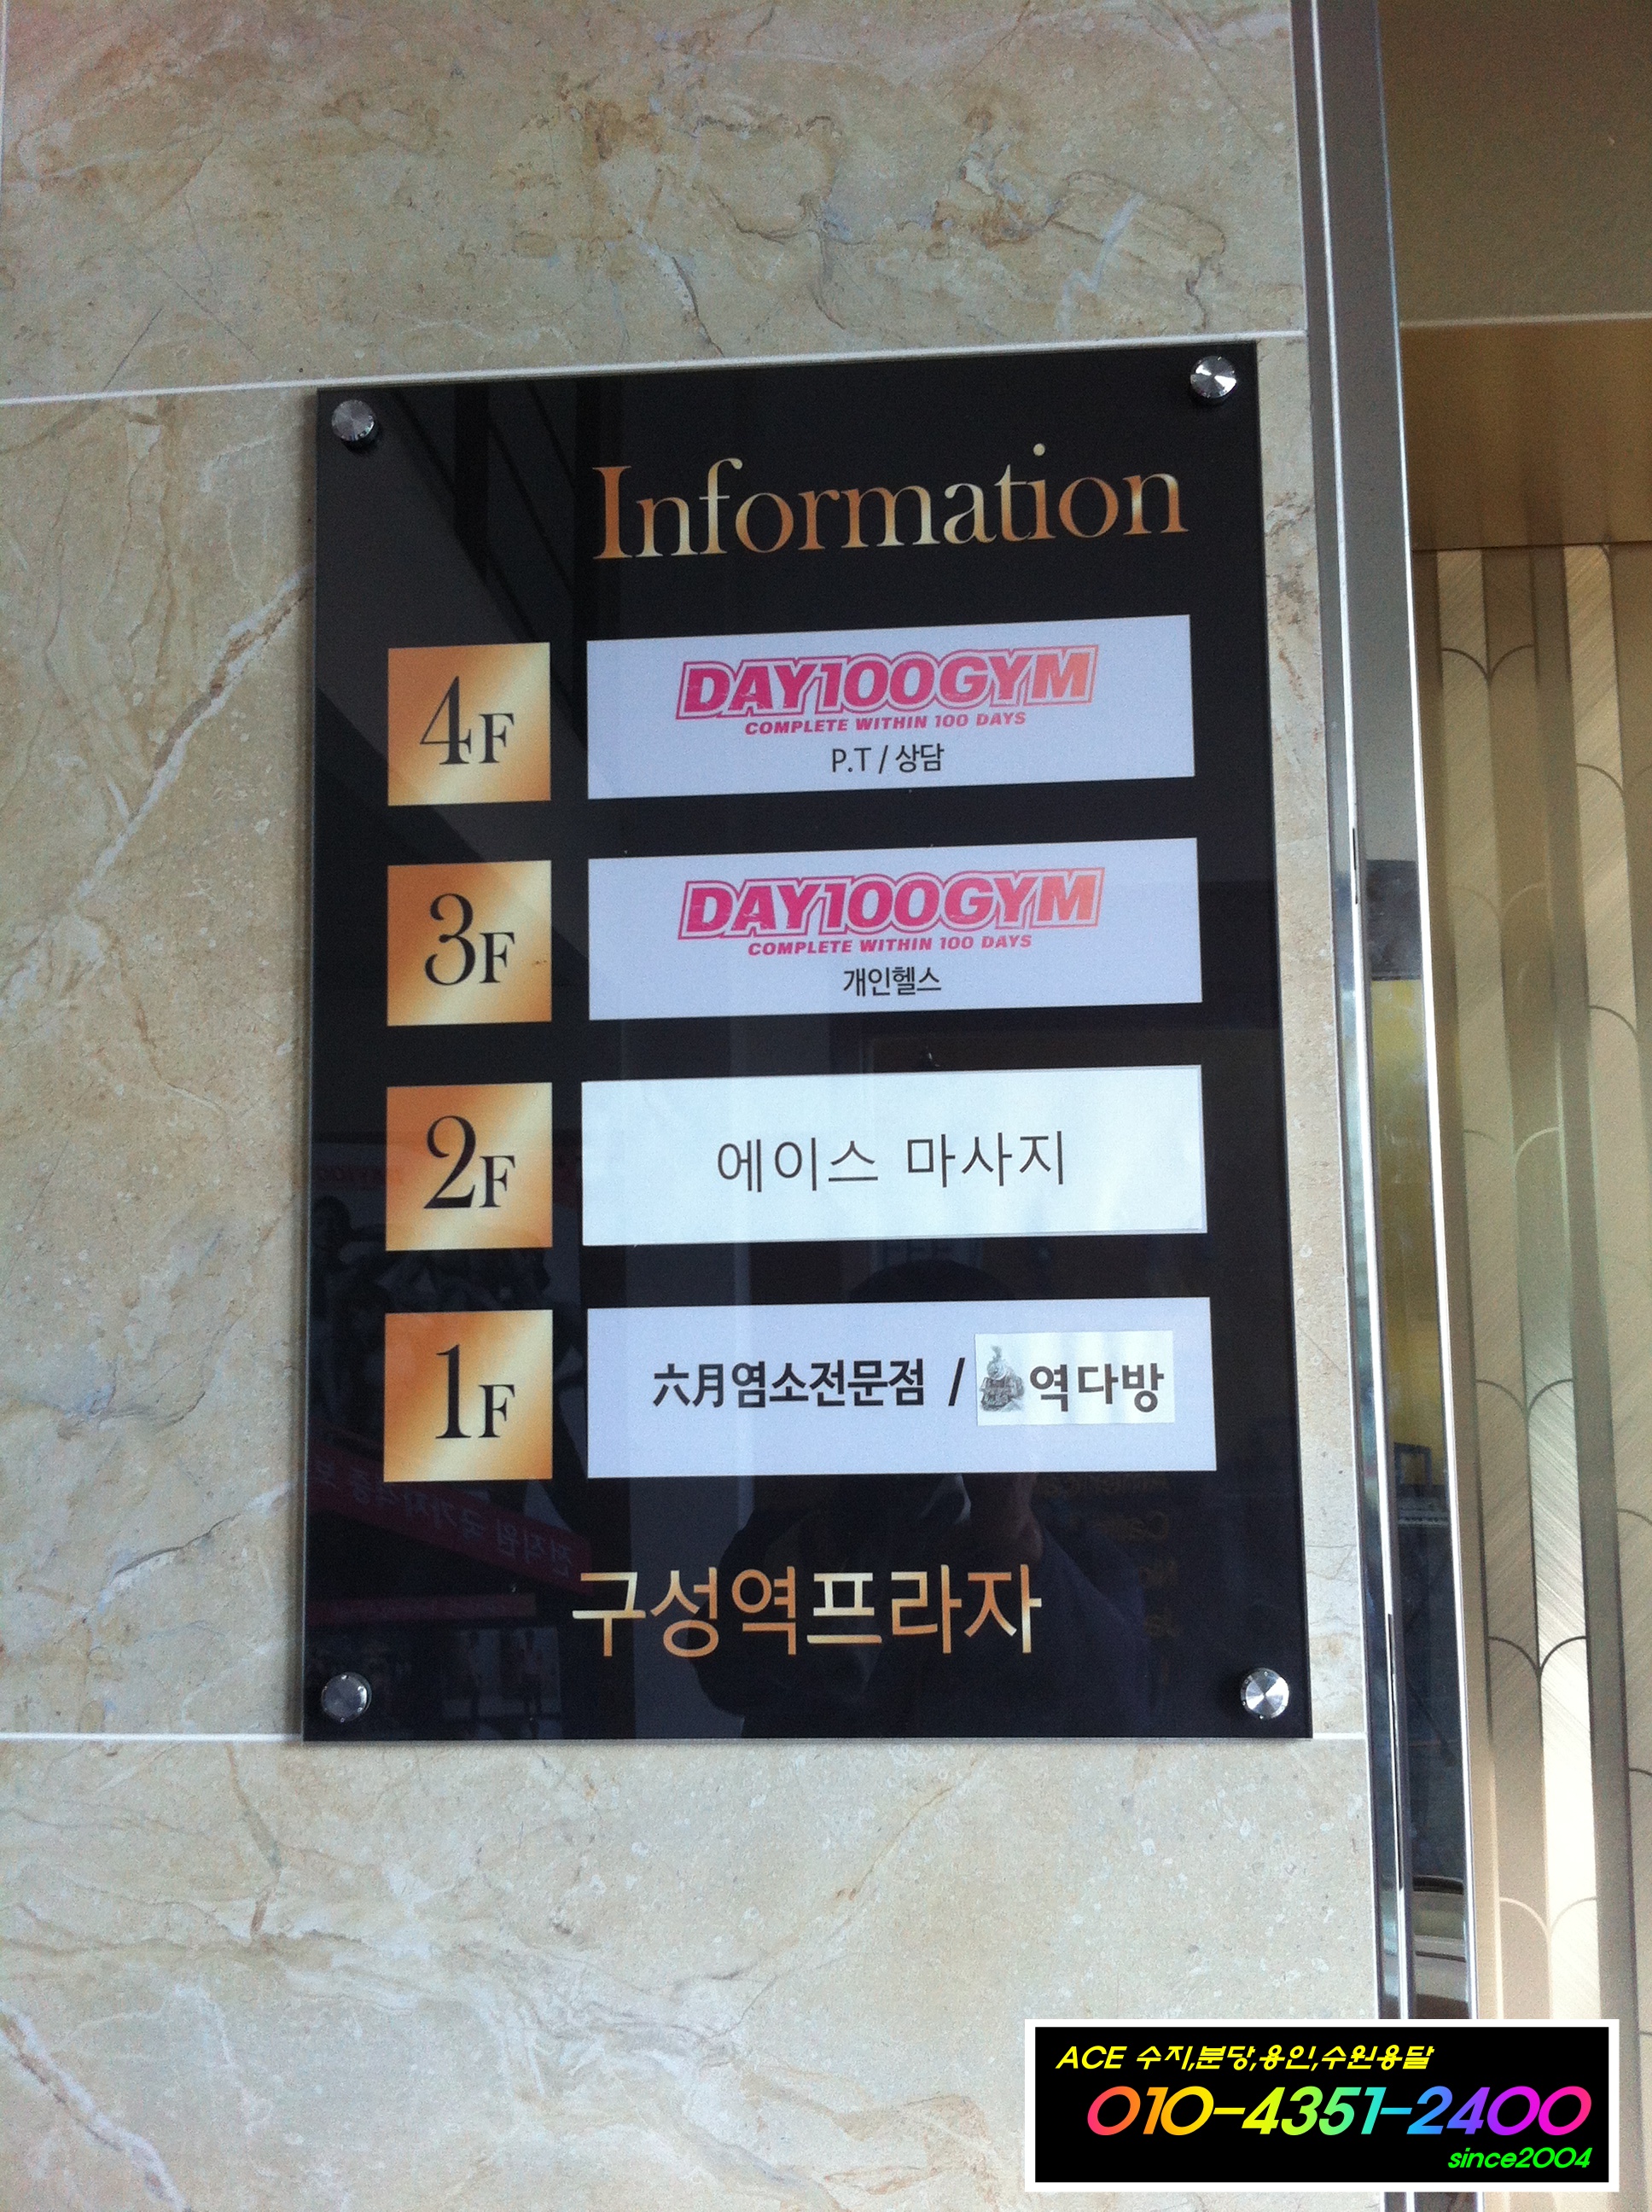 Information
4F
DAY100GYM
COMPLETE WITHIN 100 DAYS
P.T / 상담
3F
DAY100GYM
COMPLETE WITHIN 100 DAYS
개인헬스
2F
에이스 마사지
1F
六月염소전문점 / 역다방
구성역프라자
ACE 수지,분당,용인,수원용달
010-4351-2400
since2004